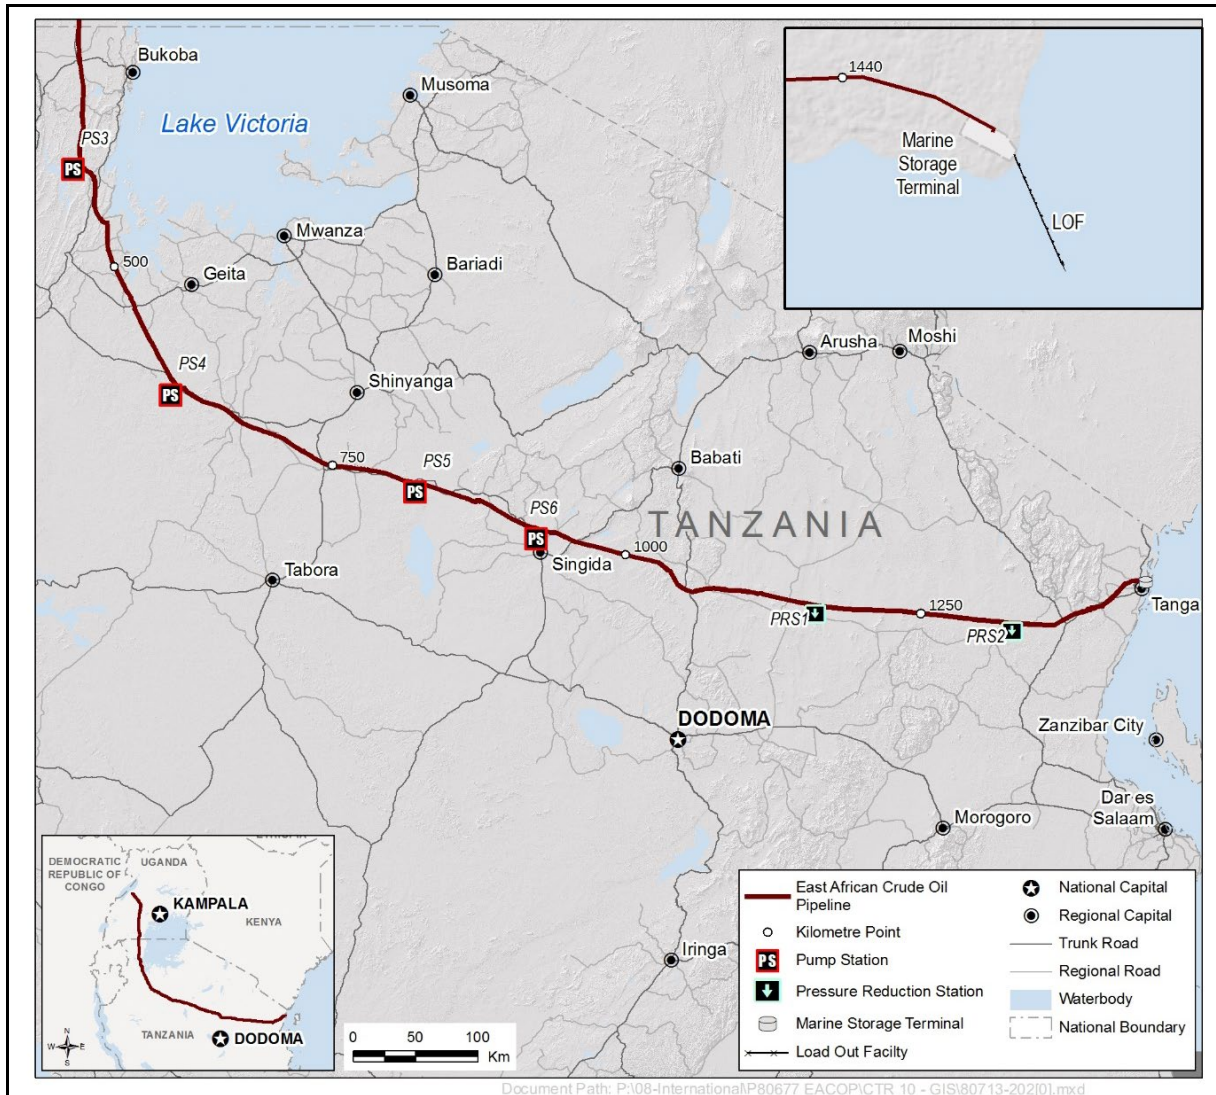 Bukoba
Musoma
Lake Victoria
PS3
PS
1440
Marine
Storage
Terminal
LOF
Mwanza
500
Geita
Bariadi
PS4
PS
Arusha
Moshi
Shinyanga
750
PS5
PS
Babati
PS6
PS
TANZANIA
1000
Singida
Tabora
Tanga
PRS1
1250
PRS2
DODOMA
Zanzibar City
Dar es
Salaam
Morogoro
Iringa
ETHIOPIA
DEMOCRATIC
REPUBLIC OF
CONGO
UGANDA
KAMPALA
KENYA
TANZANIA
DODOMA
N
W E
S
0 50 100
Km
East African Crude Oil
Pipeline
Kilometre Point
PS Pump Station
Pressure Reduction Station
Marine Storage Terminal
Load Out Facilty
National Capital
Regional Capital
Trunk Road
Regional Road
Waterbody
National Boundary
Document Path: P:\08-International\P80677 EACOP\CTR 10 - GIS\80713-202[0].mxd